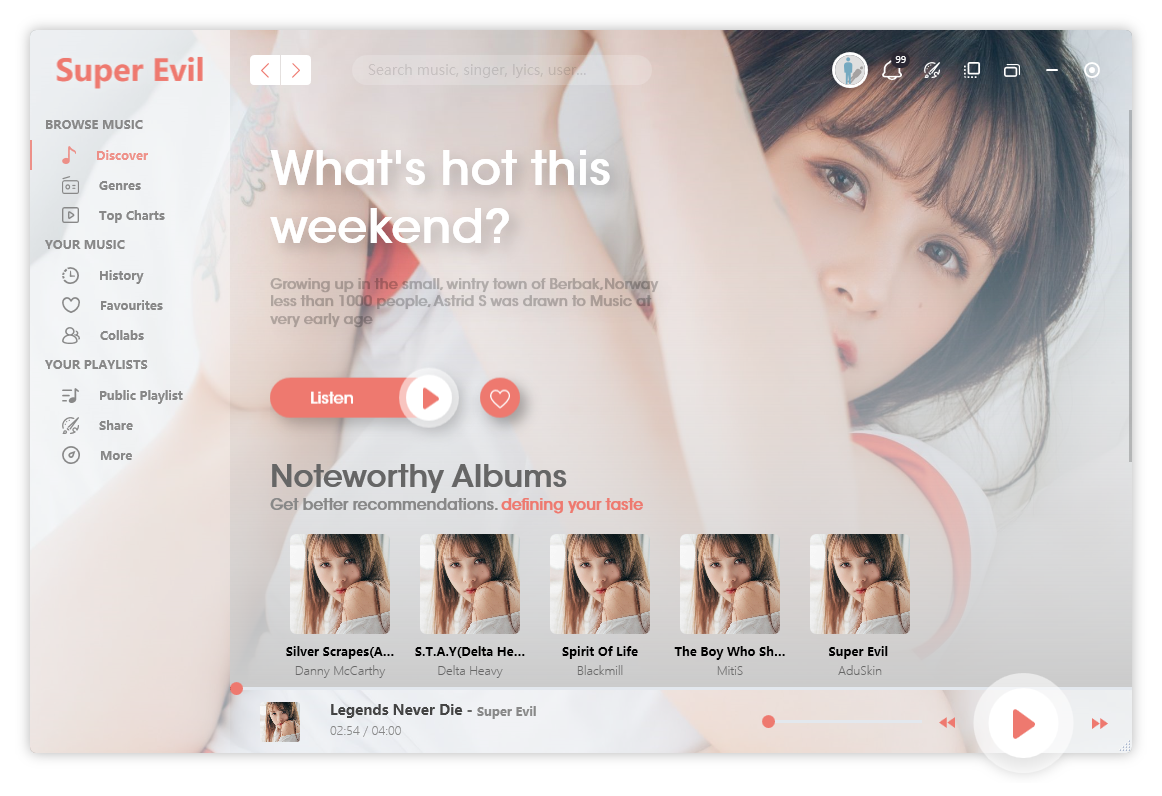 Super Evil
Search music, singer, lyics, user...
99
BROWSE MUSIC
Discover
Genres
Top Charts
YOUR MUSIC
History
Favourites
Collabs
YOUR PLAYLISTS
Public Playlist
Share
More
What's hot this
weekend?
Growing up in the small, wintry town of Berbak,Norway
less than 1000 people, Astrid S was drawn to Music at
very early age
Listen
Noteworthy Albums
Get better recommendations. defining your taste
Silver Scrapes(A...
Danny McCarthy
S.T.A.Y(Delta He...
Delta Heavy
Spirit Of Life
Blackmill
The Boy Who Sh...
MitiS
Super Evil
AduSkin
Legends Never Die - Super Evil
02:54 / 04:00